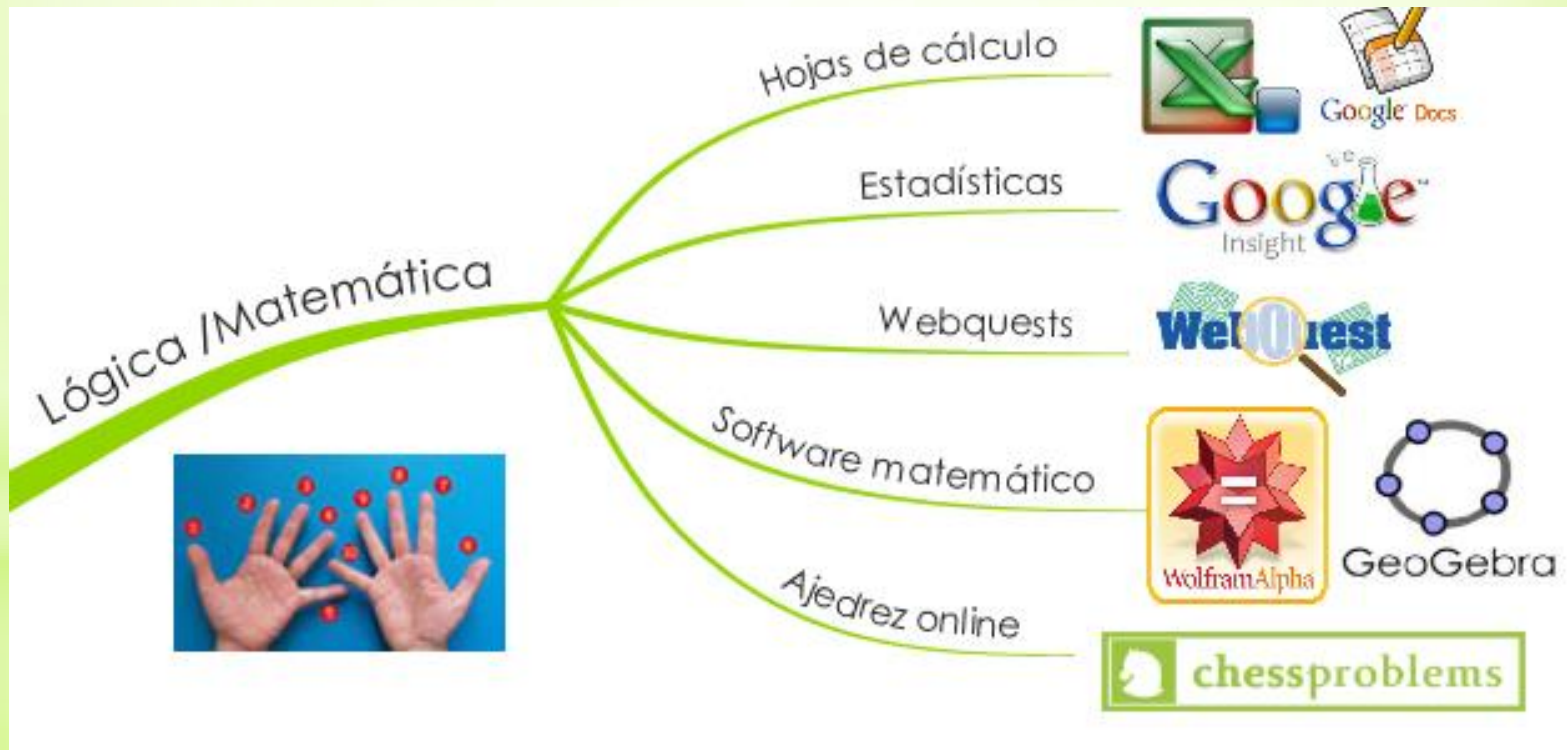 Lógica /Matemática
Hojas de cálculo
Google Docs
Estadísticas
Google
Insight
Webquests
WebQuest
Software matemático
=
WolframAlpha
GeoGebra
Ajedrez online
chessproblems